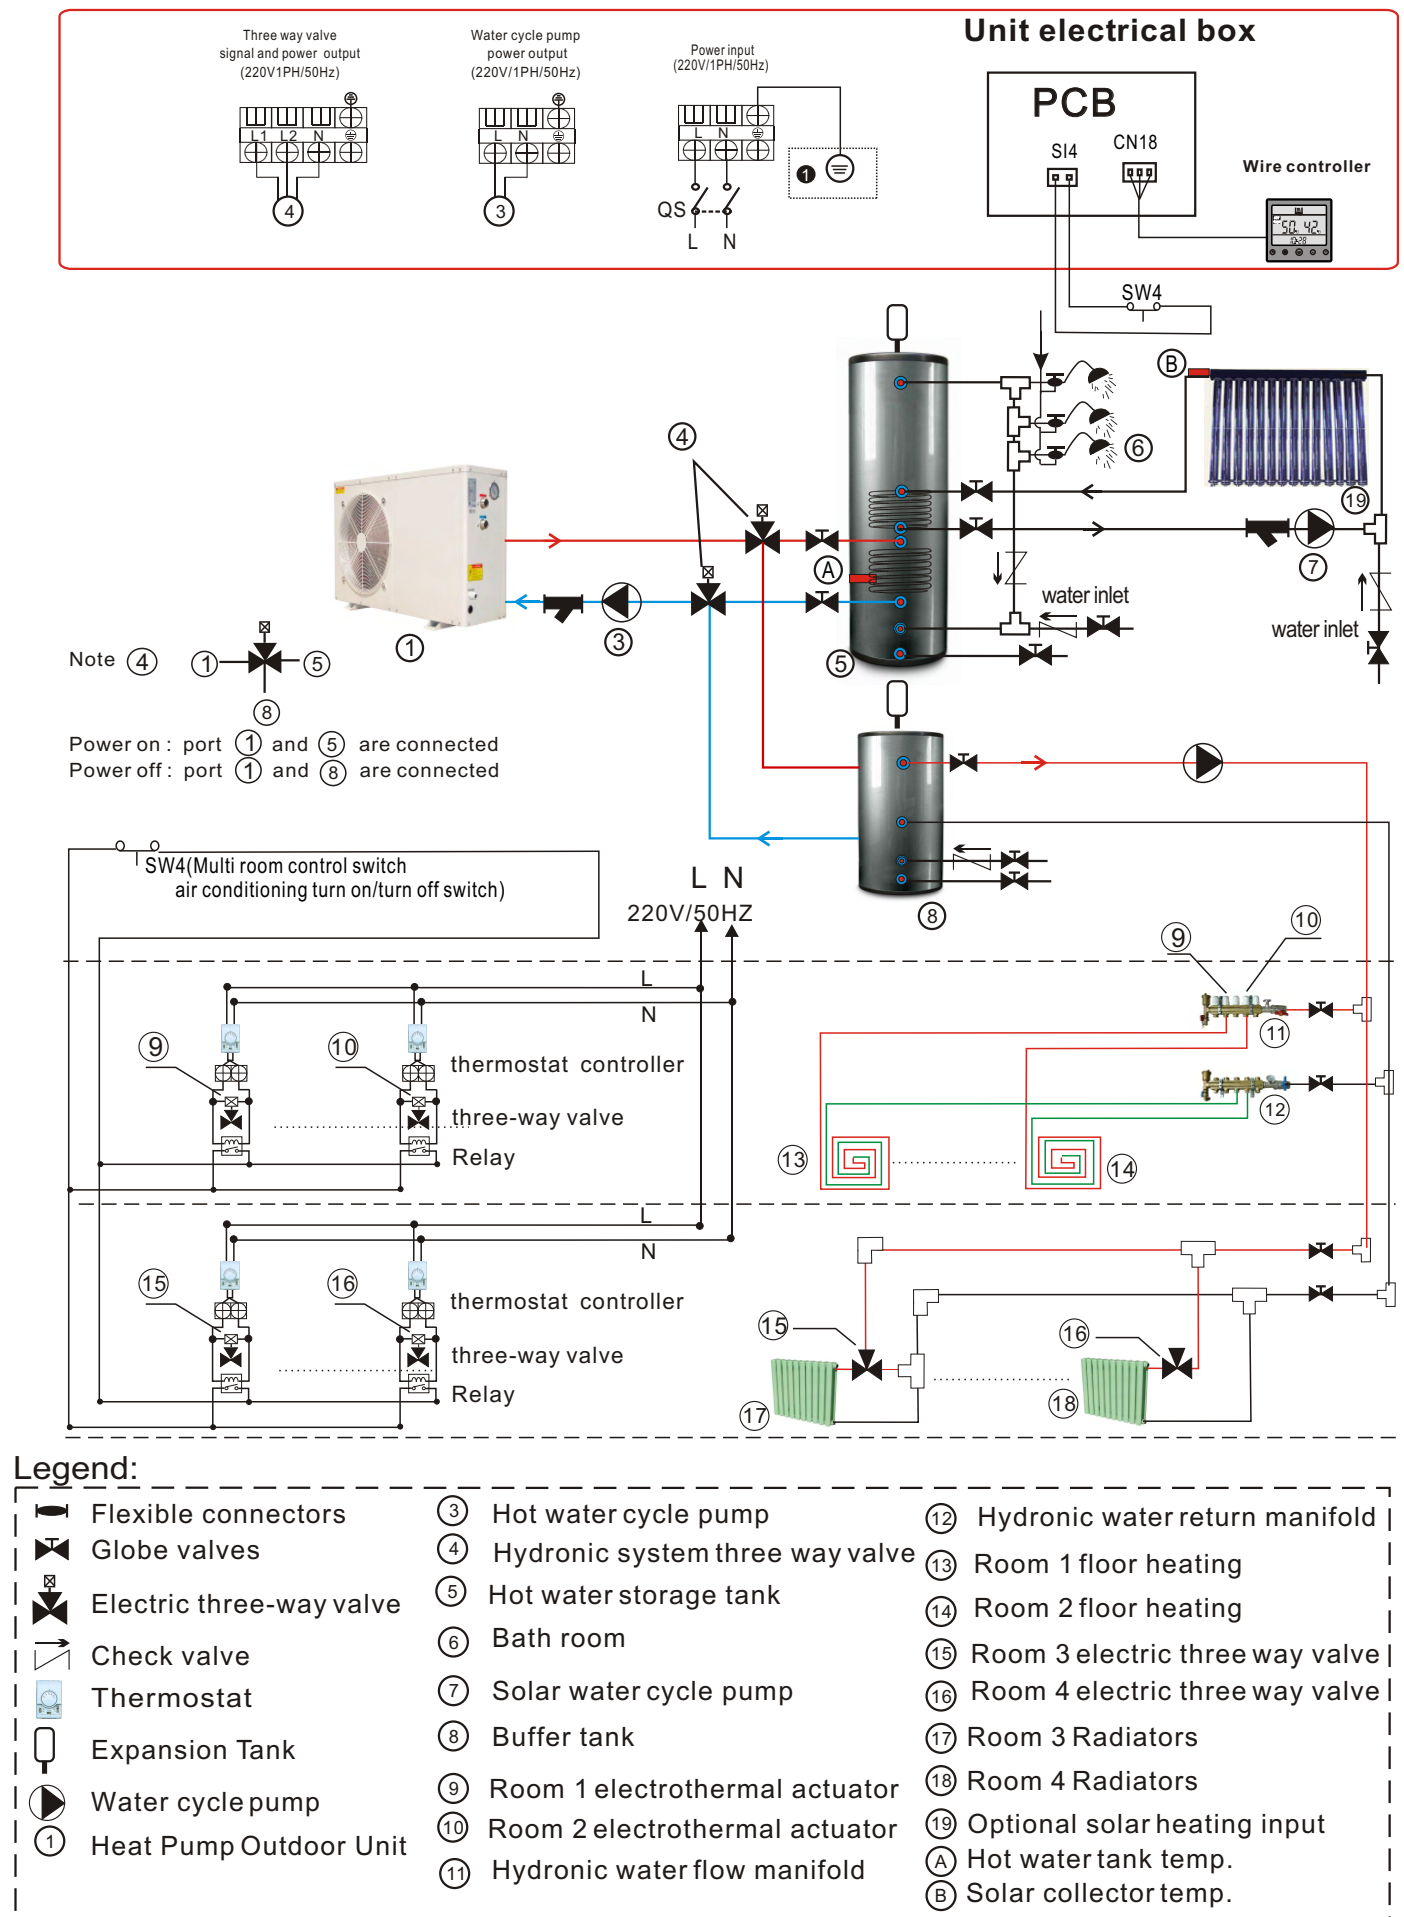 Unit electrical box
Three way valve
signal and power output
(220V1PH/50Hz)
L1 L2 N
4
Water cycle pump
power output
(220V/1PH/50Hz)
L N
3
Power input
(220V/1PH/50Hz)
L N
1
QS
L N
PCB
SI4
CN18
Wire controller
50 42
10:28
SW4
B
4
6
19
A
7
water inlet
water inlet
1
3
5
Note 4
1
5
8
Power on : port 1 and 5 are connected
Power off : port 1 and 8 are connected
SW4(Multi room control switch
air conditioning turn on/turn off switch)
L N
220V/50HZ
8
9
10
L
N
9
10
11
thermostat controller
three-way valve
Relay
12
13
14
L
N
15
16
thermostat controller
three-way valve
Relay
15
16
17
18
Legend:
Flexible connectors
Globe valves
Electric three-way valve
Check valve
Thermostat
Expansion Tank
Water cycle pump
1 Heat Pump Outdoor Unit
3 Hot water cycle pump
4 Hydronic system three way valve
5 Hot water storage tank
6 Bath room
7 Solar water cycle pump
8 Buffer tank
9 Room 1 electrothermal actuator
10 Room 2 electrothermal actuator
11 Hydronic water flow manifold
12 Hydronic water return manifold
13 Room 1 floor heating
14 Room 2 floor heating
15 Room 3 electric three way valve
16 Room 4 electric three way valve
17 Room 3 Radiators
18 Room 4 Radiators
19 Optional solar heating input
A Hot water tank temp.
B Solar collector temp.